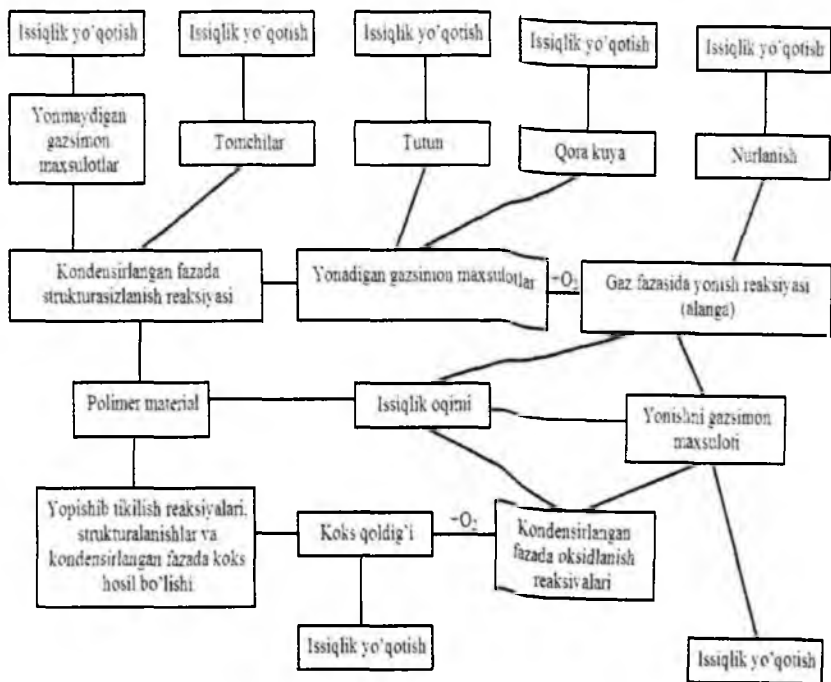 Issiqlik yo'qotish
Issiqlik yo'qotish
Issiqlik yo'qotish
Issiqlik yo'qotish
Issiqlik yo'qotish
Yonmaydigan
gazsimon
maxsulotlar
Tomchilar
Tutun
Qora kuya
Nurlanish
Kondensirlangan fazada
strukturasizlanish reaksiyasi
Yonadigan gazsimon maxsulotlar
-O₂
Gaz fazasida yonish reaksiyasi
(alanga)
Polimer material
Issiqlik oqimi
Yonishni gazsimon
maxsuloti
Yopishib tikilish reaksiyalari,
strukturalanishlar va
kondensirlangan fazada koks
hosil bo'lishi
Koks qoldig'i
-O₂
Kondensirlangan
fazada oksidlanish
reaksiyalari
Issiqlik yo'qotish
Issiqlik yo'qotish